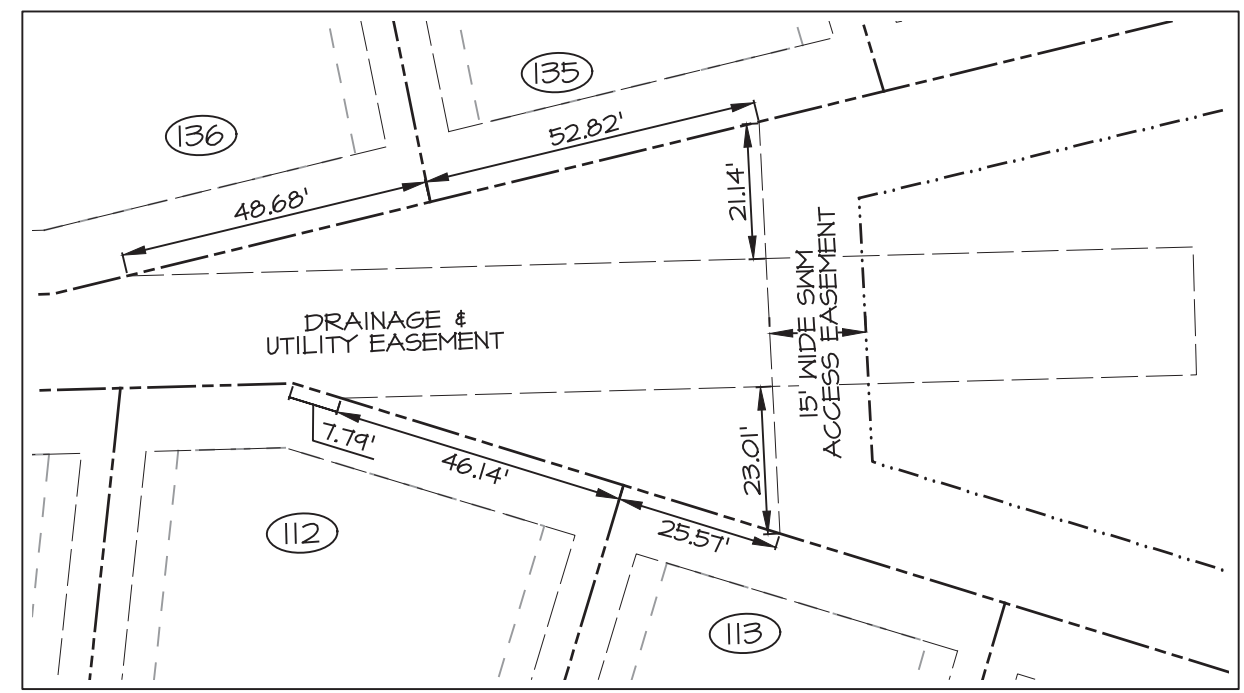 135
136
52.82'
48.68'
21.14'
DRAINAGE &
UTILITY EASEMENT
15' WIDE SWM
ACCESS EASEMENT
7.79'
46.14'
23.01'
25.57'
112
113